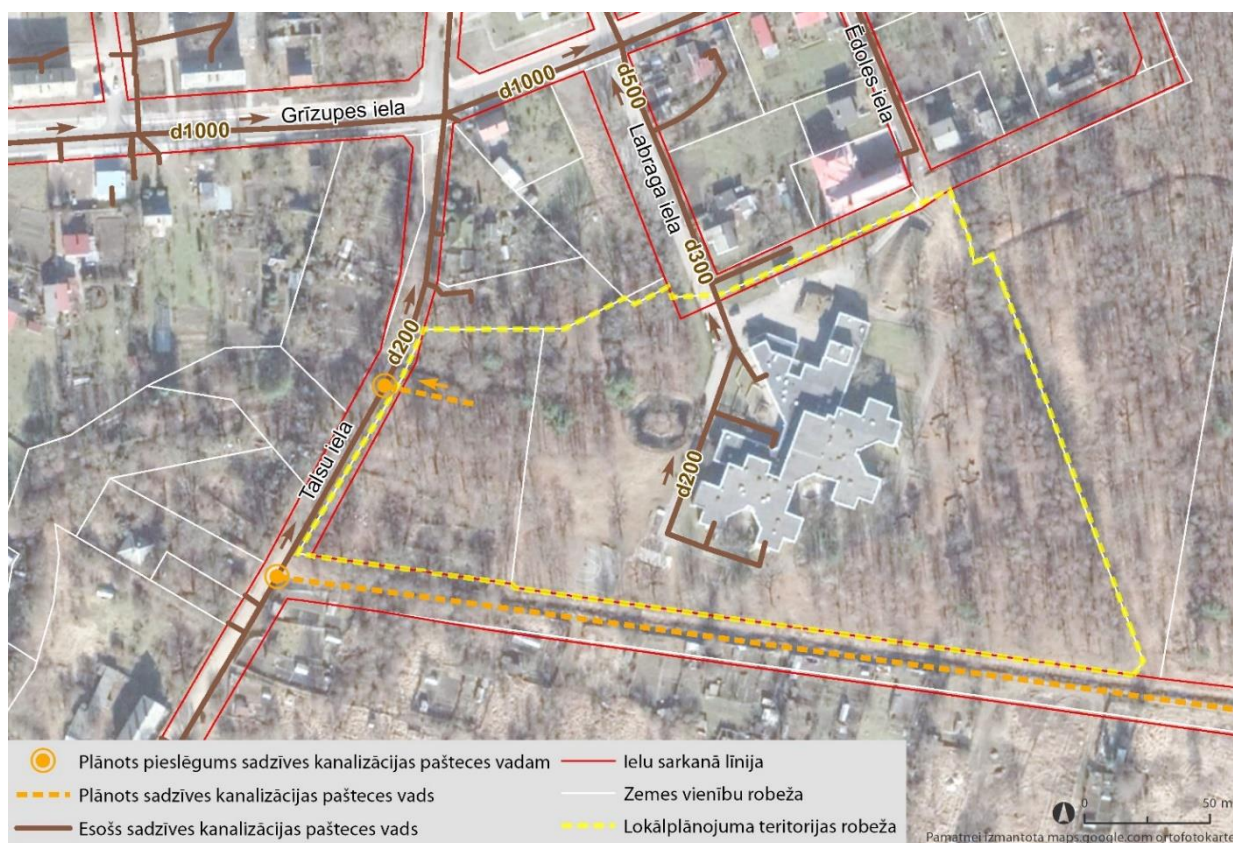 Ēdoles iela
d1000
d500
Grīzupes iela
d1000
Labraga iela
d300
d200
Talsu iela
d200
Plānots pieslēgums sadzīves kanalizācijas pašteces vadam
Plānots sadzīves kanalizācijas pašteces vads
Esošs sadzīves kanalizācijas pašteces vads
Ielu sarkanā līnija
Zemes vienību robeža
Lokālplānojuma teritorijas robeža
0 50 m
Pamatnei izmantota maps.google.com ortofotokarte